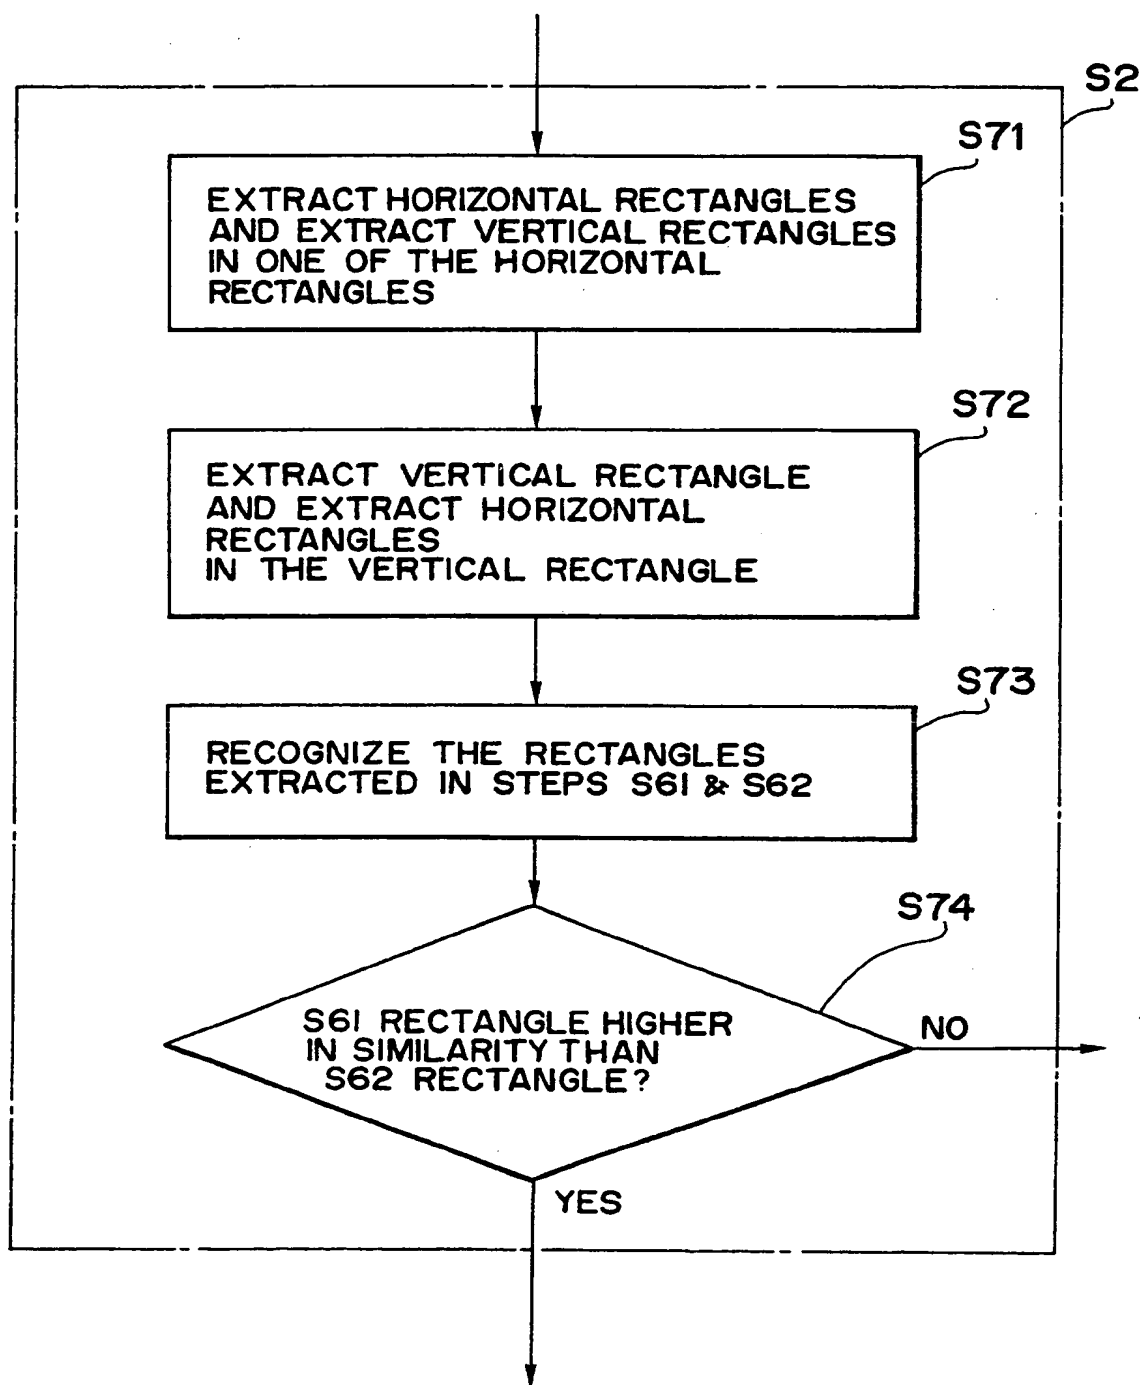 S2
S71
EXTRACT HORIZONTAL RECTANGLES
AND EXTRACT VERTICAL RECTANGLES
IN ONE OF THE HORIZONTAL
RECTANGLES
S72
EXTRACT VERTICAL RECTANGLE
AND EXTRACT HORIZONTAL
RECTANGLES
IN THE VERTICAL RECTANGLE
S73
RECOGNIZE THE RECTANGLES
EXTRACTED IN STEPS S61 & S62
S74
S61 RECTANGLE HIGHER
IN SIMILARITY THAN
S62 RECTANGLE?
NO
YES